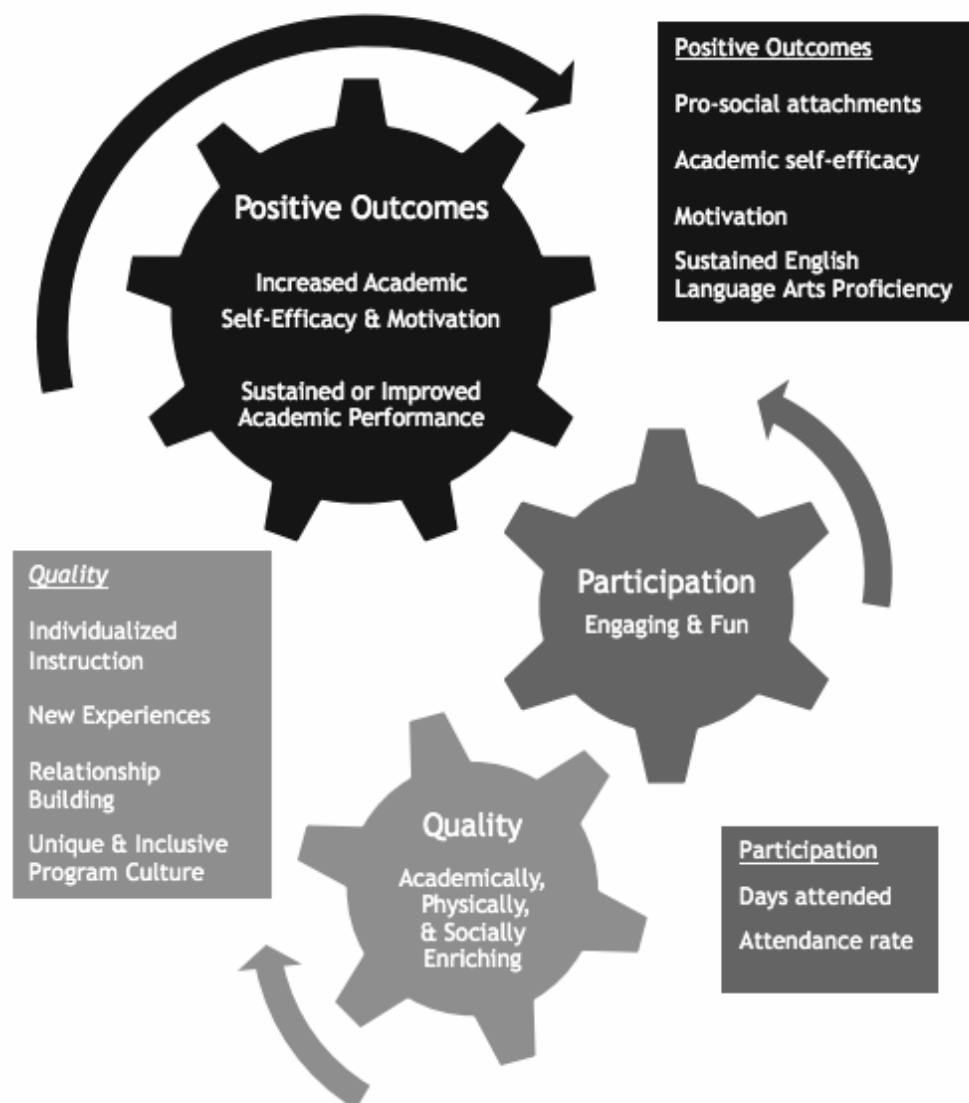 Positive Outcomes
Increased Academic
Self-Efficacy & Motivation
Sustained or Improved
Academic Performance
Positive Outcomes
Pro-social attachments
Academic self-efficacy
Motivation
Sustained English
Language Arts Proficiency
Participation
Engaging & Fun
Quality
Individualized
Instruction
New Experiences
Relationship
Building
Unique & Inclusive
Program Culture
Quality
Academically,
Physically,
& Socially
Enriching
Participation
Days attended
Attendance rate